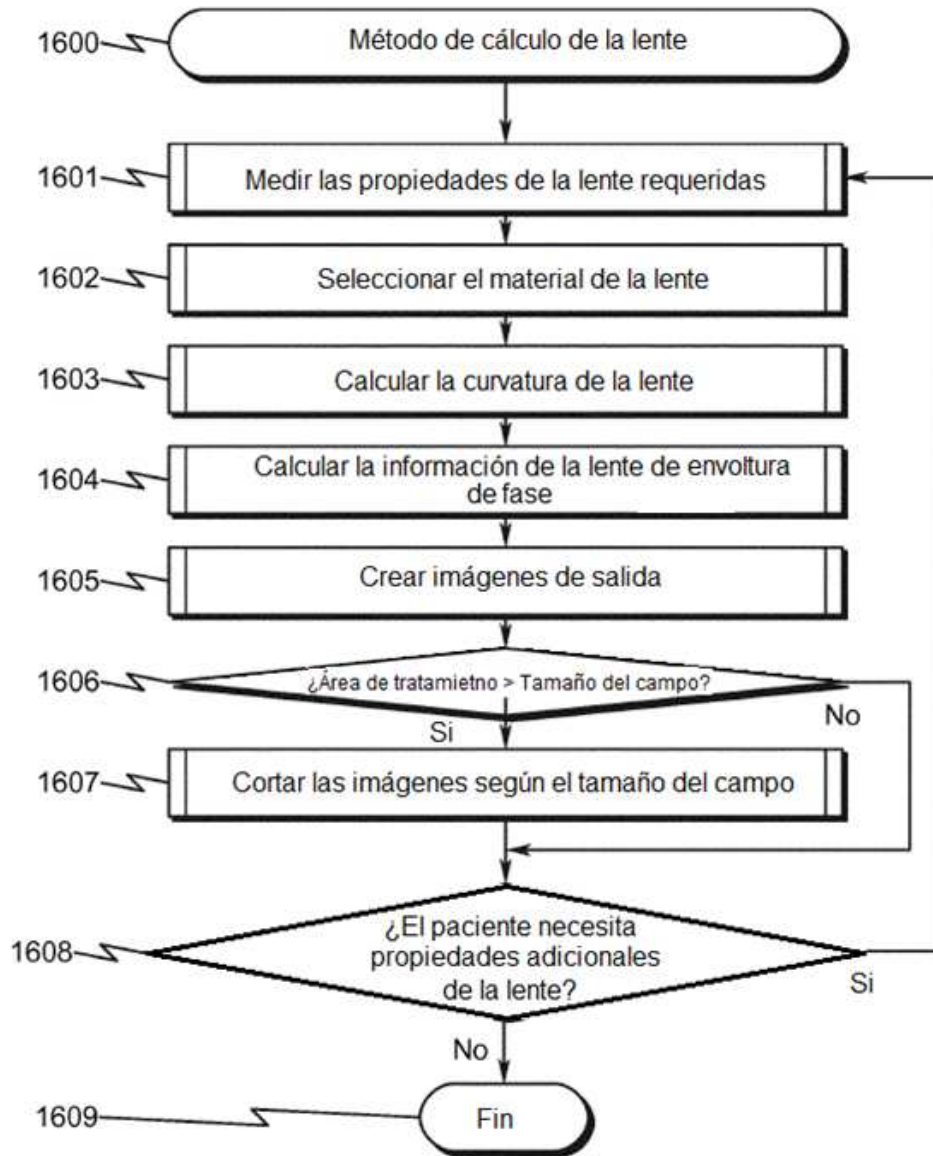 1600
Método de cálculo de la lente
1601
Medir las propiedades de la lente requeridas
1602
Seleccionar el material de la lente
1603
Calcular la curvatura de la lente
1604
Calcular la información de la lente de envoltura
de fase
1605
Crear imágenes de salida
1606
¿Área de tratamietno > Tamaño del campo?
No
Si
1607
Cortar las imágenes según el tamaño del campo
1608
¿El paciente necesita
propiedades adicionales
de la lente?
Si
No
1609
Fin